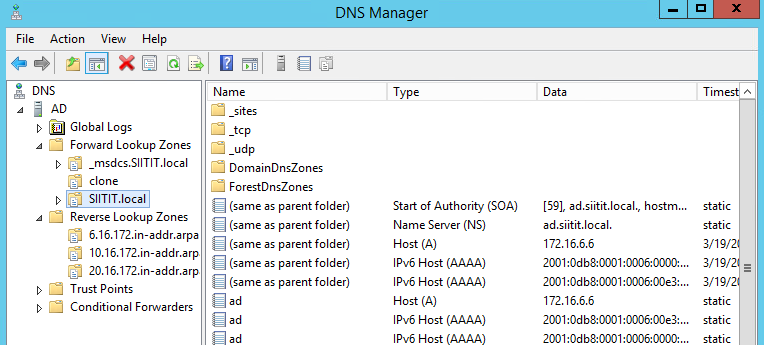 DNS Manager
File Action View Help
DNS
AD
Global Logs
Forward Lookup Zones
_msdcs.SIITIT.local
clone
SIITIT.local
Reverse Lookup Zones
6.16.172.in-addr.arpa
10.16.172.in-addr.arpa
20.16.172.in-addr.arpa
Trust Points
Conditional Forwarders
Name Type Data Timest
_sites
_tcp
_udp
DomainDnsZones
ForestDnsZones
(same as parent folder) Start of Authority (SOA) [59], ad.siitit.local., hostm... static
(same as parent folder) Name Server (NS) ad.siitit.local. static
(same as parent folder) Host (A) 172.16.6.6 3/19/20
(same as parent folder) IPv6 Host (AAAA) 2001:0db8:0001:0006:0000:... 3/19/20
(same as parent folder) IPv6 Host (AAAA) 2001:0db8:0001:0006:00e3:... 3/19/20
ad Host (A) 172.16.6.6 static
ad IPv6 Host (AAAA) 2001:0db8:0001:0006:00e3:... static
ad IPv6 Host (AAAA) 2001:0db8:0001:0006:0000:... static